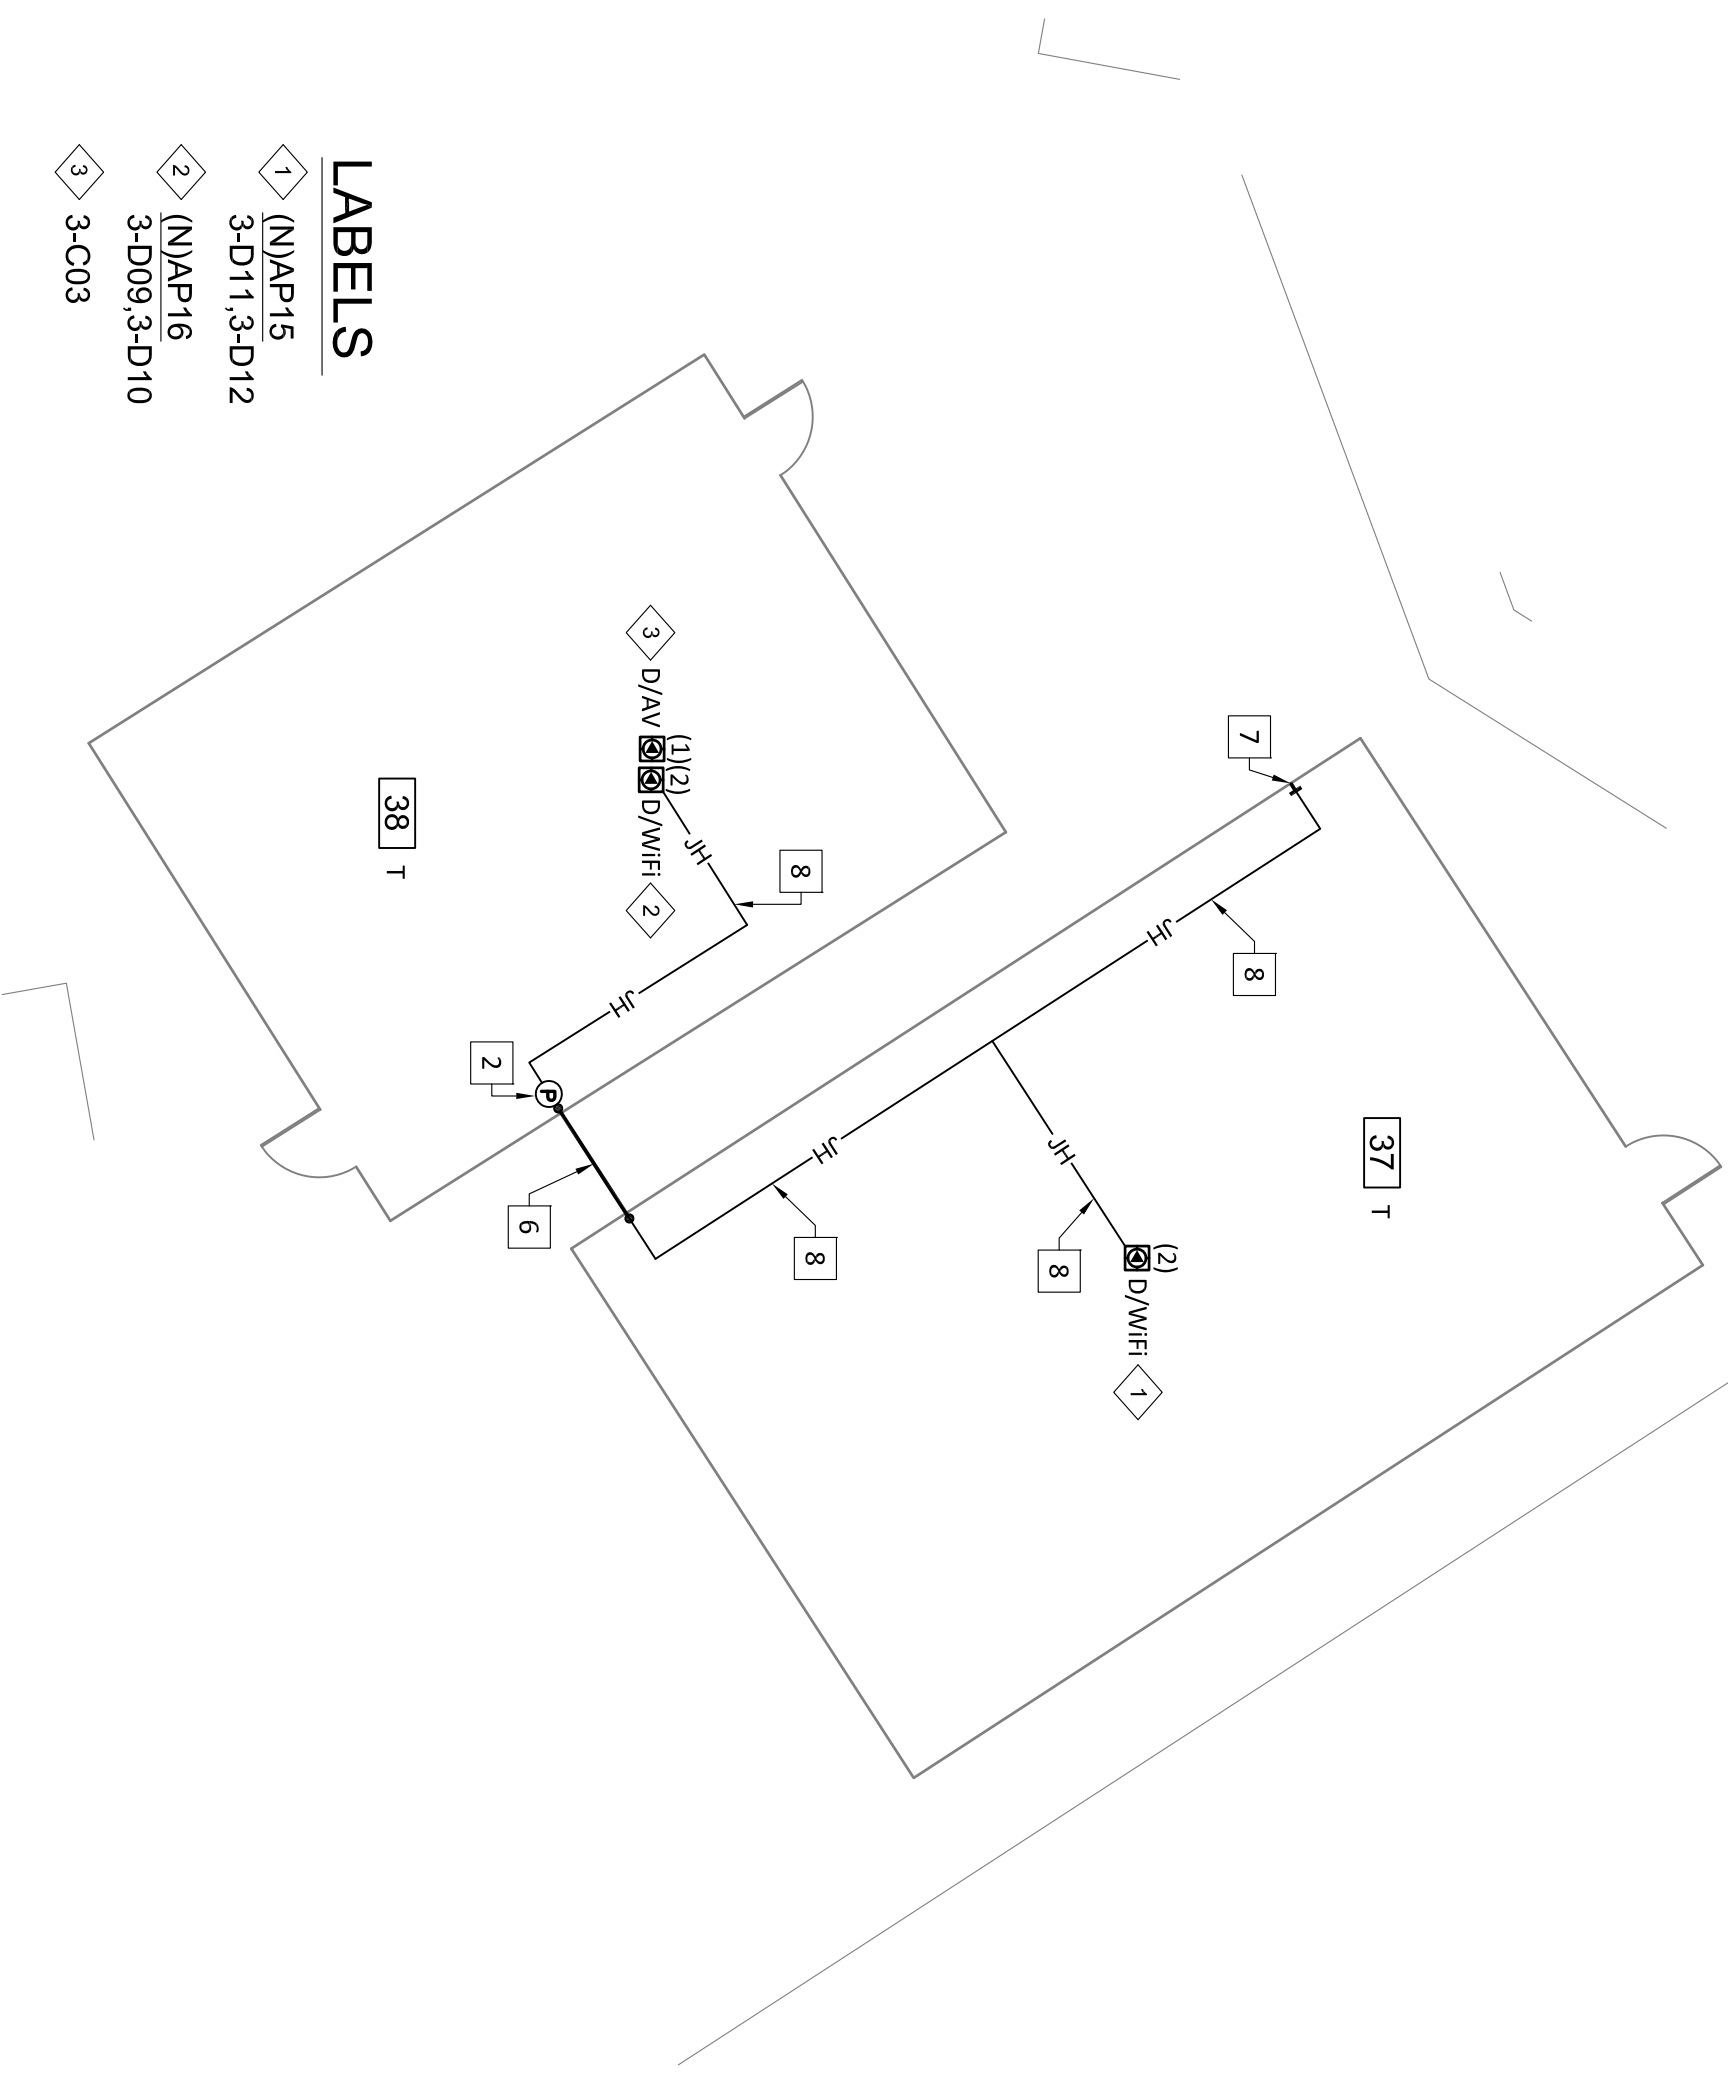 LABELS
1 (N)AP15
3-D11,3-D12
2 (N)AP16
3-D09,3-D10
3 3-C03
7
8
JH
37 T
(2)
D/WiFi 1
JH
8
JH
8
(1)(2)
3 D/AV D/WiFi 2
JH
8
JH
38 T
2
P
6